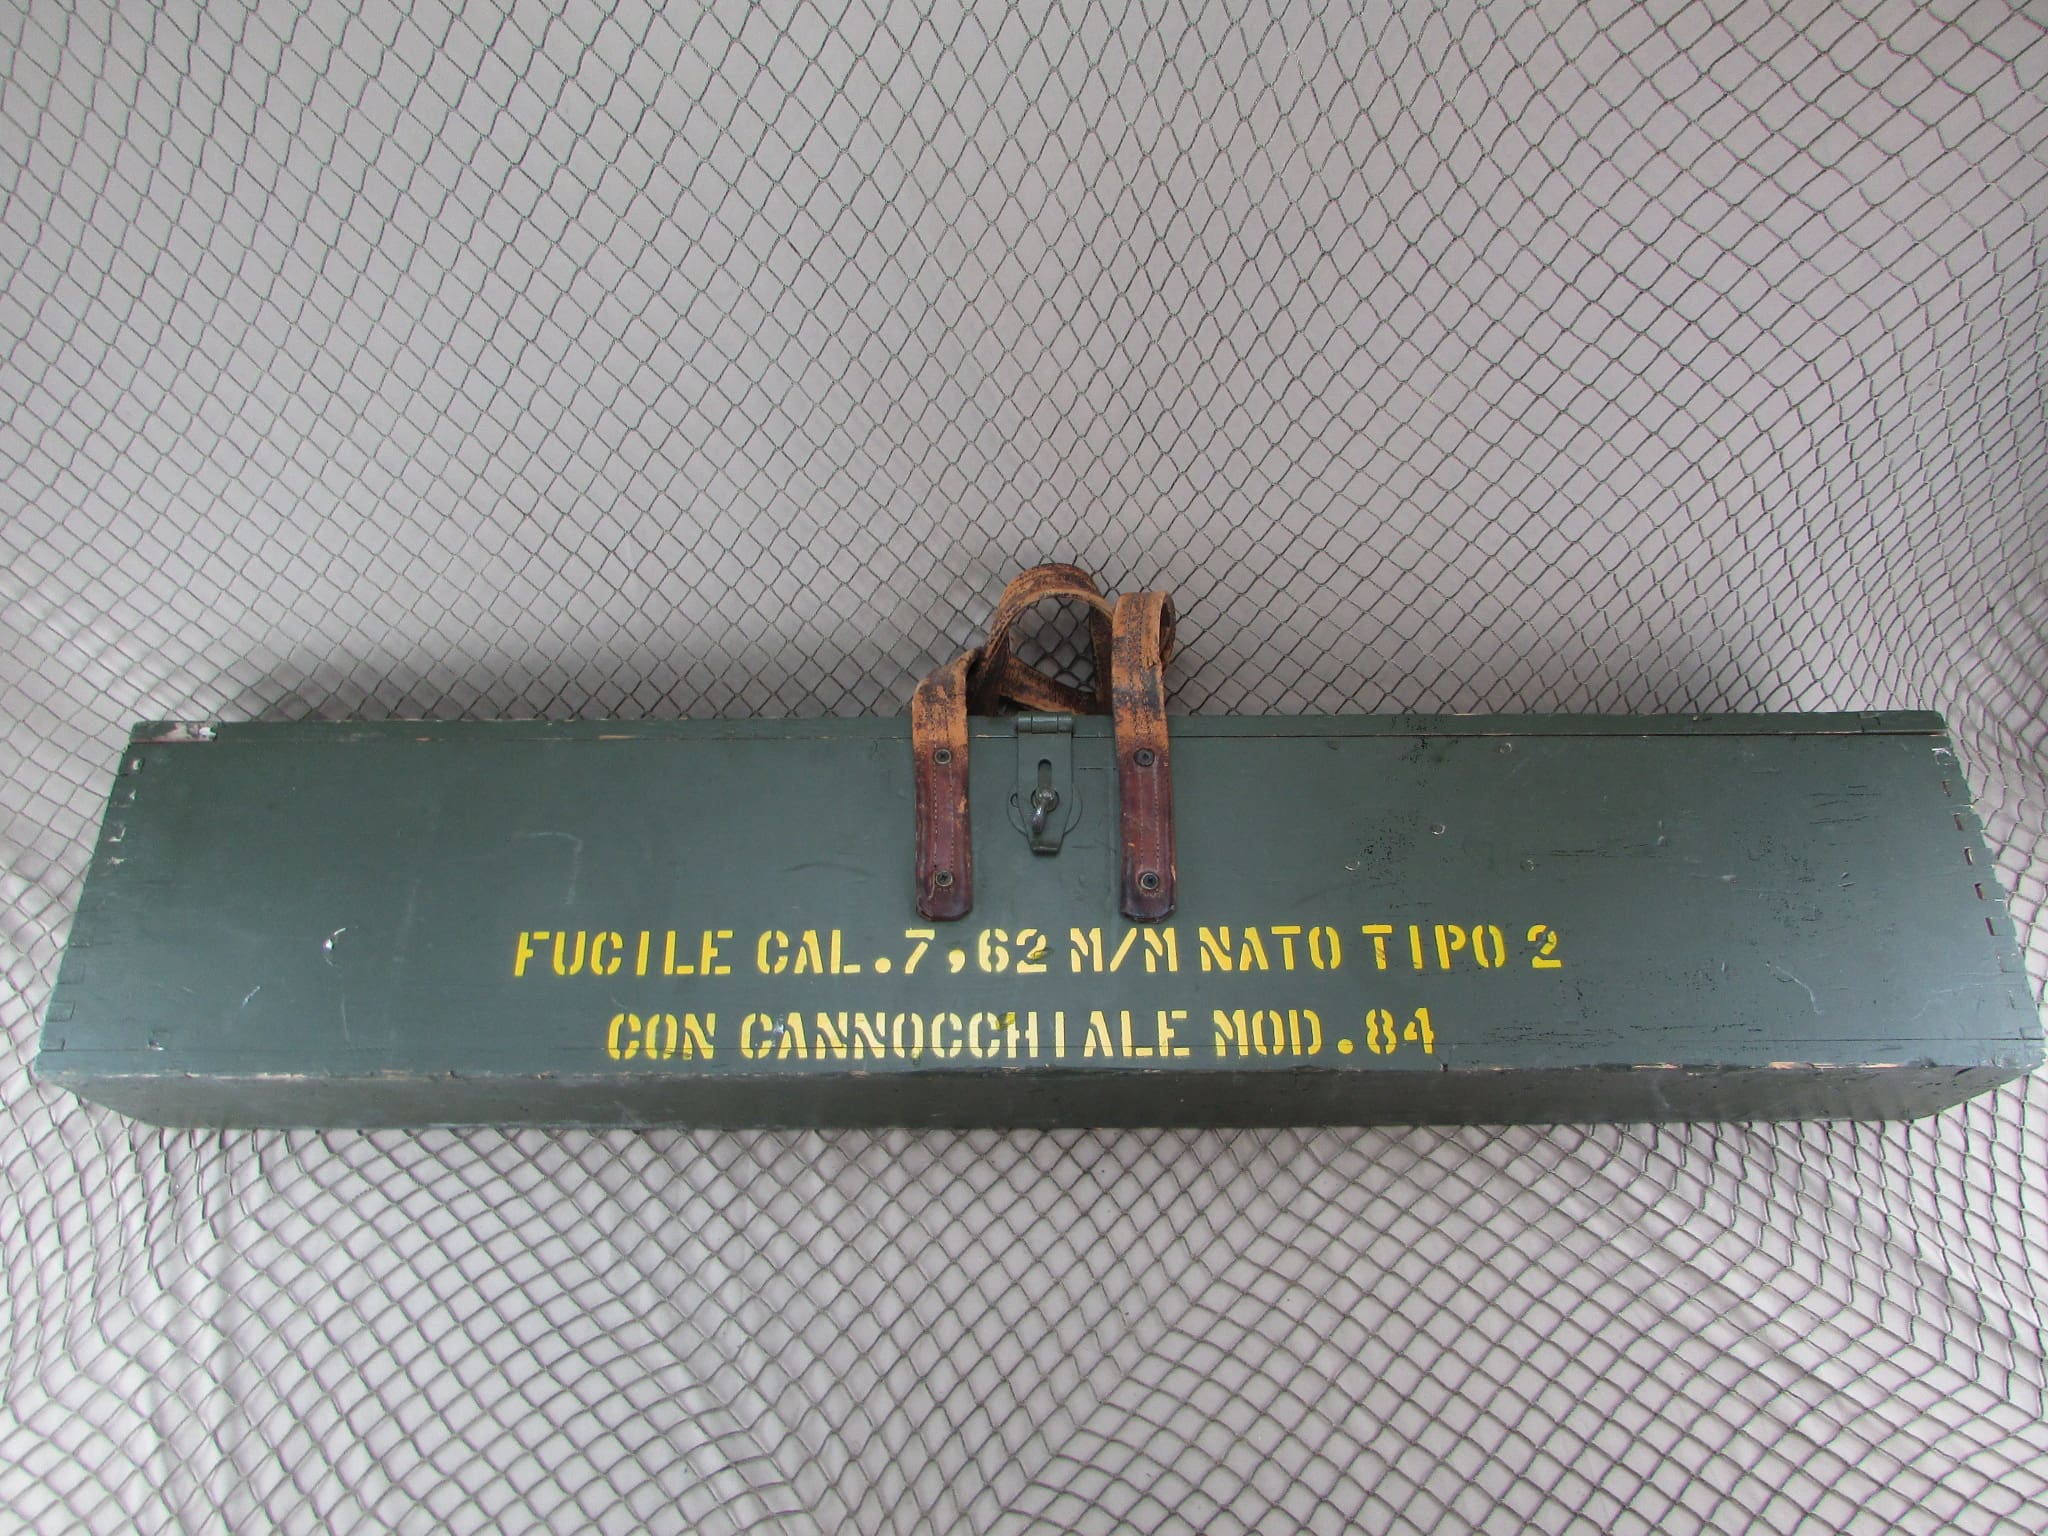 FUCILE CAL.7,62 M/M NATO TIPO 2
CON CANNOCCHIALE MOD.84